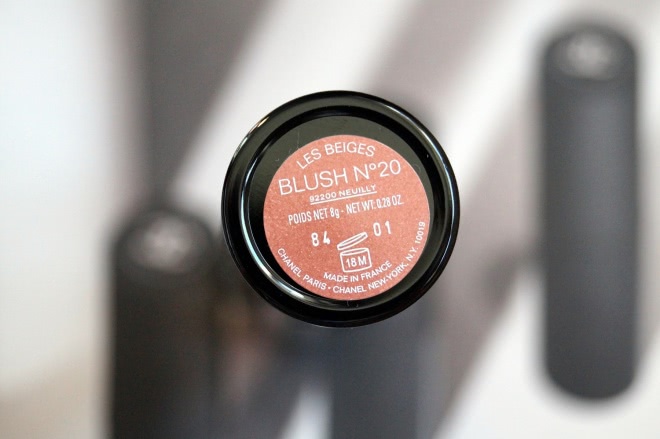 LES BEIGES
BLUSH N°20
92200 NEUILLY
POIDS NET 8g - NET WT. 0.28 OZ.
84 01
18M
MADE IN FRANCE
CHANEL PARIS • CHANEL NEW-YORK, N.Y. 10019